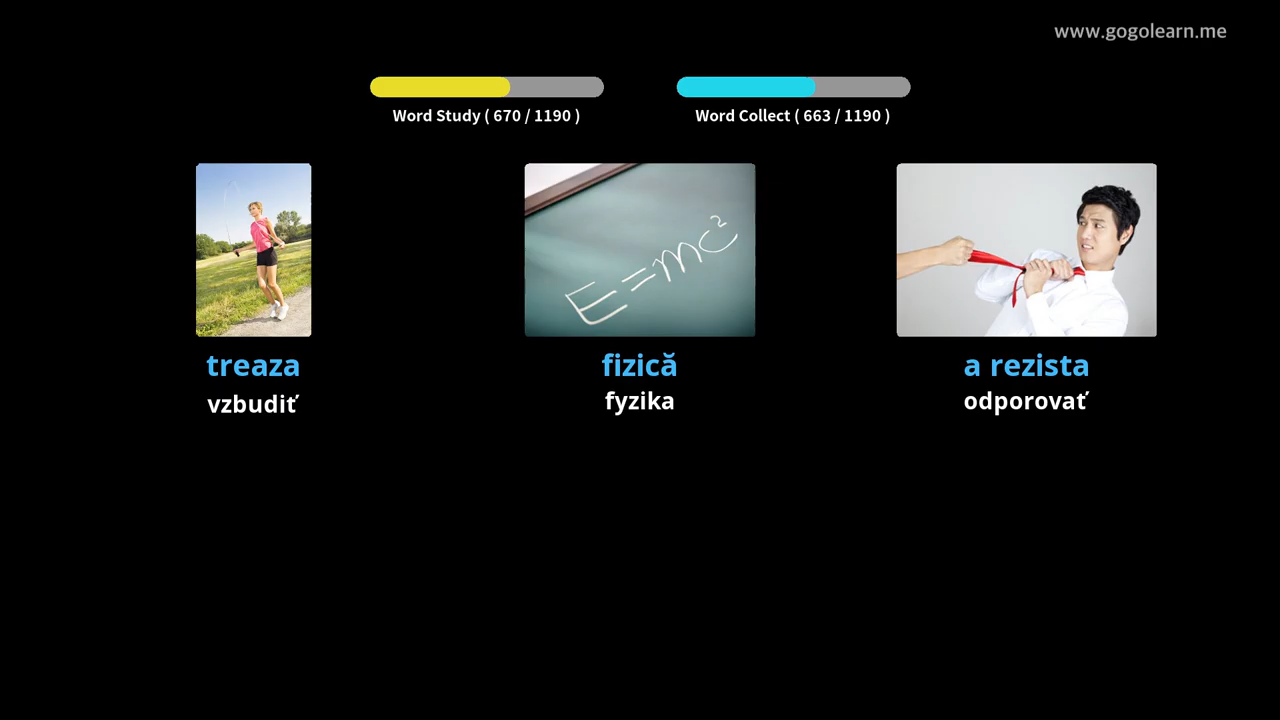 www.gogolearn.me
Word Study ( 670 / 1190 )
Word Collect ( 663 / 1190 )
E=mc²
treaza
fizică
a rezista
vzbudiť
fyzika
odporovať